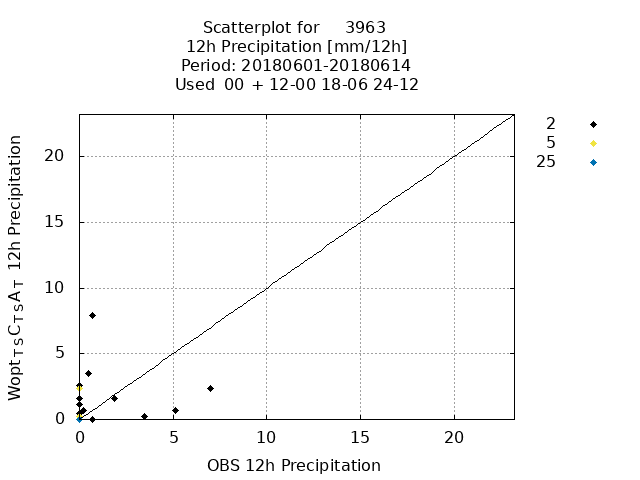 Scatterplot for 3963
12h Precipitation [mm/12h]
Period: 20180601-20180614
Used 00 + 12-00 18-06 24-12
2
5
25
20
15
10
5
0
0 5 10 15 20
WoptTSCTSAT 12h Precipitation
OBS 12h Precipitation